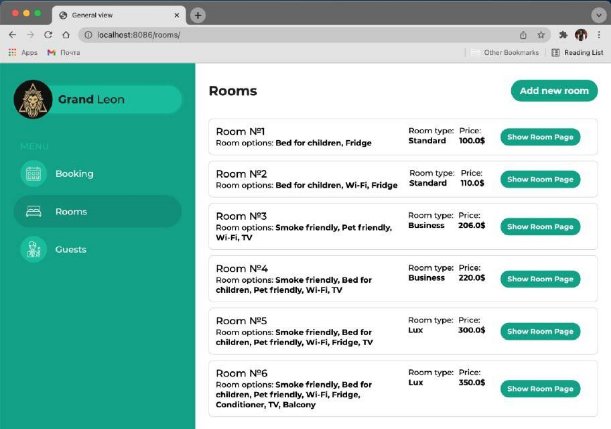 General view
localhost:8086/rooms/
Apps
Почта
Other Bookmarks
Reading List
Grand Leon
MENU
Booking
Rooms
Guests
Rooms
Add new room
Room №1
Room options: Bed for children, Fridge
Room type: Price:
Standard 100.0$
Show Room Page
Room №2
Room options: Bed for children, Wi-Fi, Fridge
Room type: Price:
Standard 110.0$
Show Room Page
Room №3
Room options: Smoke friendly, Pet friendly,
Wi-Fi, TV
Room type: Price:
Business 206.0$
Show Room Page
Room №4
Room options: Smoke friendly, Bed for
children, Pet friendly, Wi-Fi, TV
Room type: Price:
Business 220.0$
Show Room Page
Room №5
Room options: Smoke friendly, Bed for
children, Pet friendly, Wi-Fi, Fridge, TV
Room type: Price:
Lux 300.0$
Show Room Page
Room №6
Room options: Smoke friendly, Bed for
children, Pet friendly, Wi-Fi, Fridge,
Conditioner, TV, Balcony
Room type: Price:
Lux 350.0$
Show Room Page